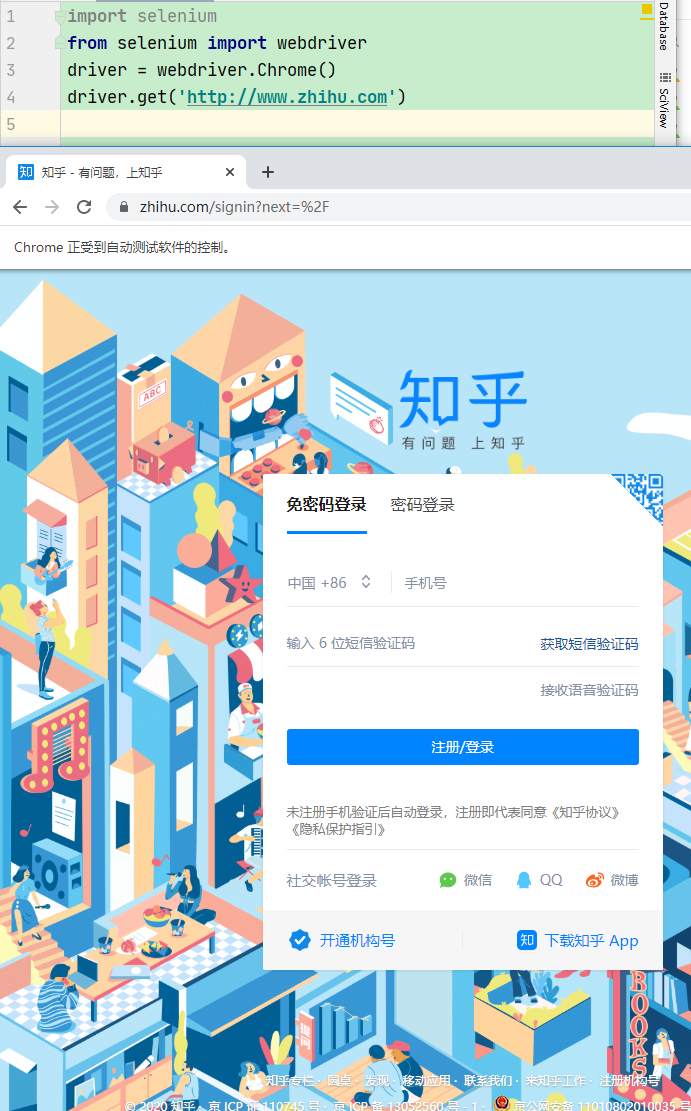 1 import selenium
2 from selenium import webdriver
3 driver = webdriver.Chrome()
4 driver.get('http://www.zhihu.com')
5
Database
SciView
知 知乎 - 有问题，上知乎
zhihu.com/signin?next=%2F
Chrome 正受到自动测试软件的控制。
ABC
知乎
有问题 上知乎
免密码登录 密码登录
中国 +86 手机号
输入 6 位短信验证码 获取短信验证码
接收语音验证码
注册/登录
未注册手机验证后自动登录，注册即代表同意《知乎协议》
《隐私保护指引》
社交帐号登录 微信 QQ 微博
开通机构号 知 下载知乎 App
提问
BOOKS
知乎专栏 · 圆桌 · 发现 · 移动应用 · 联系我们 · 来知乎工作 · 注册机构号
© 2020 知乎 · 京 ICP 证 110745 号 · 京 ICP 备 13052560 号 - 1 · 京公网安备 11010802010035 号